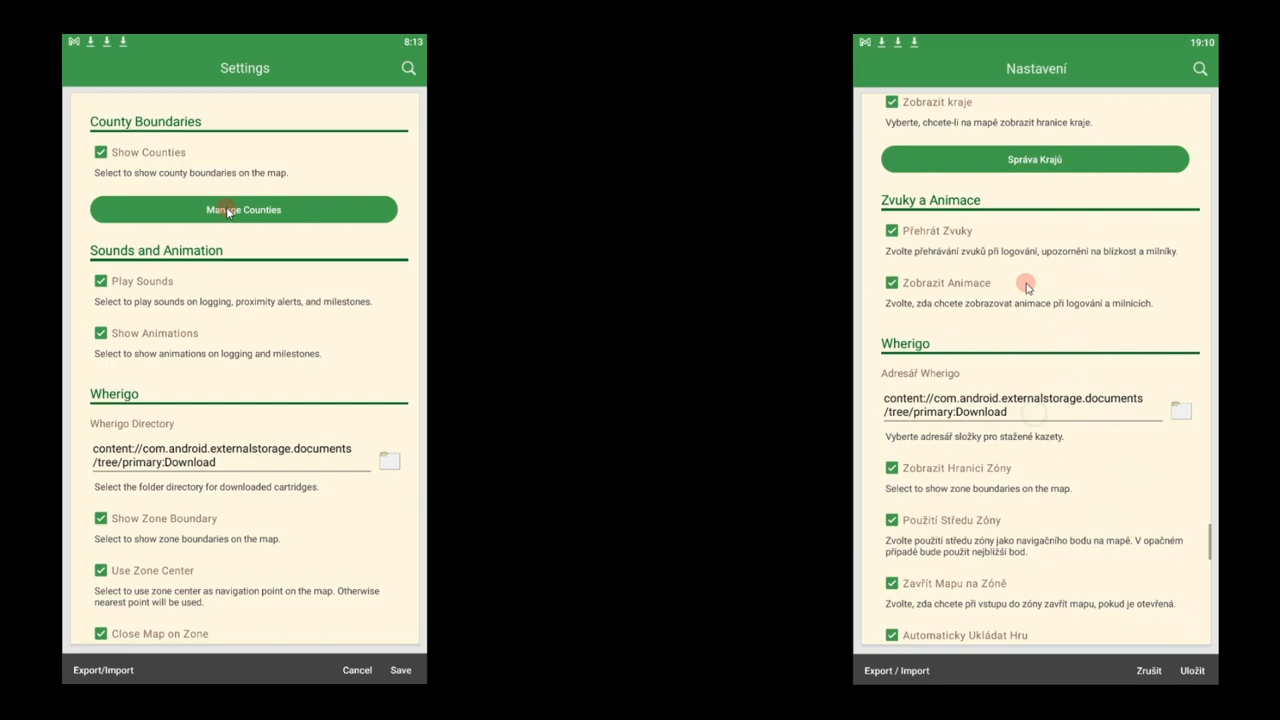 8:13
Settings
County Boundaries
Show Counties
Select to show county boundaries on the map.
Manage Counties
Sounds and Animation
Play Sounds
Select to play sounds on logging, proximity alerts, and milestones.
Show Animations
Select to show animations on logging and milestones.
Wherigo
Wherigo Directory
content://com.android.externalstorage.documents
/tree/primary:Download
Select the folder directory for downloaded cartridges.
Show Zone Boundary
Select to show zone boundaries on the map.
Use Zone Center
Select to use zone center as navigation point on the map. Otherwise
nearest point will be used.
Close Map on Zone
Export/Import
Cancel
Save
19:10
Nastavení
Zobrazit kraje
Vyberte, chcete-li na mapě zobrazit hranice kraje.
Správa Krajů
Zvuky a Animace
Přehrát Zvuky
Zvolte přehrávání zvuků při logování, upozornění na blízkost a milníky.
Zobrazit Animace
Zvolte, zda chcete zobrazovat animace při logování a milnících.
Wherigo
Adresář Wherigo
content://com.android.externalstorage.documents
/tree/primary:Download
Vyberte adresář složky pro stažené kazety.
Zobrazit Hranici Zóny
Select to show zone boundaries on the map.
Použití Středu Zóny
Zvolte použití středu zóny jako navigačního bodu na mapě. V opačném
případě bude použit nejbližší bod.
Zavřít Mapu na Zóně
Zvolte, zda chcete při vstupu do zóny zavřít mapu, pokud je otevřená.
Automaticky Ukládat Hru
Export / Import
Zrušit
Uložit